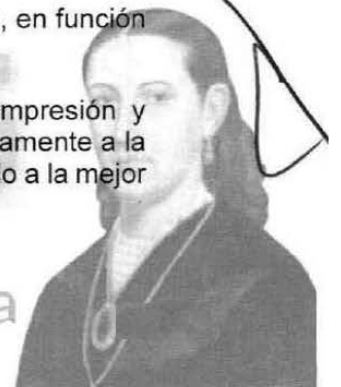 , en función
mpresión y
amente a la
o a la mejor
a